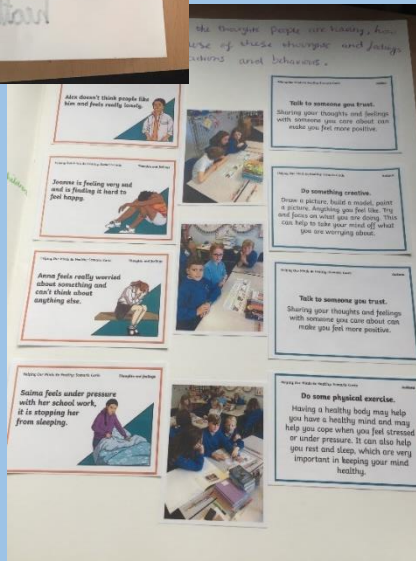 the thoughts people are having, how
use of these thoughts and feelings
actions and behaviours.
Alex doesn't think people like
him and feels really lonely.
Talk to someone you trust.
Sharing your thoughts and feelings
with someone you care about can
make you feel more positive.
Thoughts and feelings
Joanne is feeling very sad
and is finding it hard to
feel happy.
Do something creative.
Draw a picture, build a model, paint
a picture. Anything you feel like. Try
and focus on what you are doing. This
can help to take your mind off what
you are worrying about.
Thoughts and feelings
Anna feels really worried
about something and
can't think about
anything else.
Talk to someone you trust.
Sharing your thoughts and feelings
with someone you care about can
make you feel more positive.
Thoughts and feelings
Saima feels under pressure
with her school work,
it is stopping her
from sleeping.
Do some physical exercise.
Having a healthy body may help
you have a healthy mind and may
help you cope when you feel stressed
or under pressure. It can also help
you rest and sleep, which are very
important in keeping your mind
healthy.